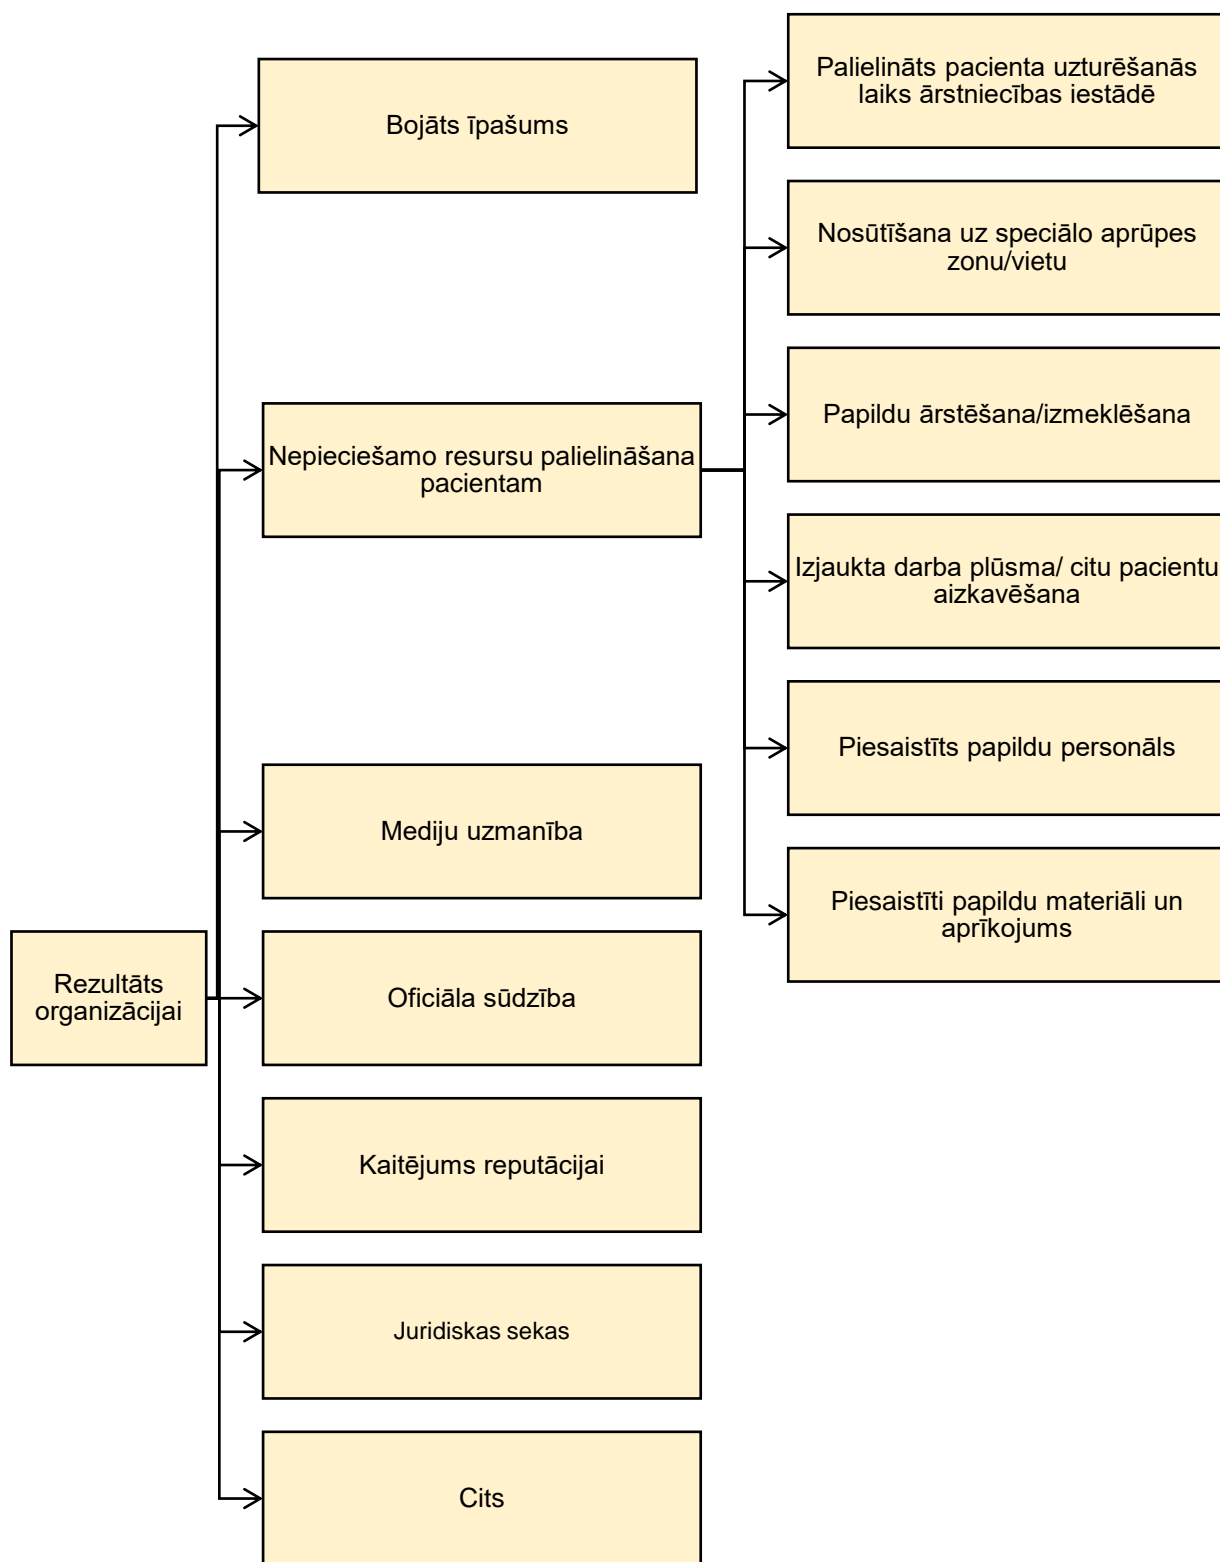 Palielināts pacienta uzturēšanās
laiks ārstniecības iestādē
Bojāts īpašums
Nosūtīšana uz speciālo aprūpes
zonu/vietu
Papildu ārstēšana/izmeklēšana
Nepieciešamo resursu palielināšana
pacientam
Izjaukta darba plūsma/ citu pacientu
aizkavēšana
Piesaistīts papildu personāls
Mediju uzmanība
Piesaistīti papildu materiāli un
aprīkojums
Rezultāts
organizācijai
Oficiāla sūdzība
Kaitējums reputācijai
Juridiskas sekas
Cits